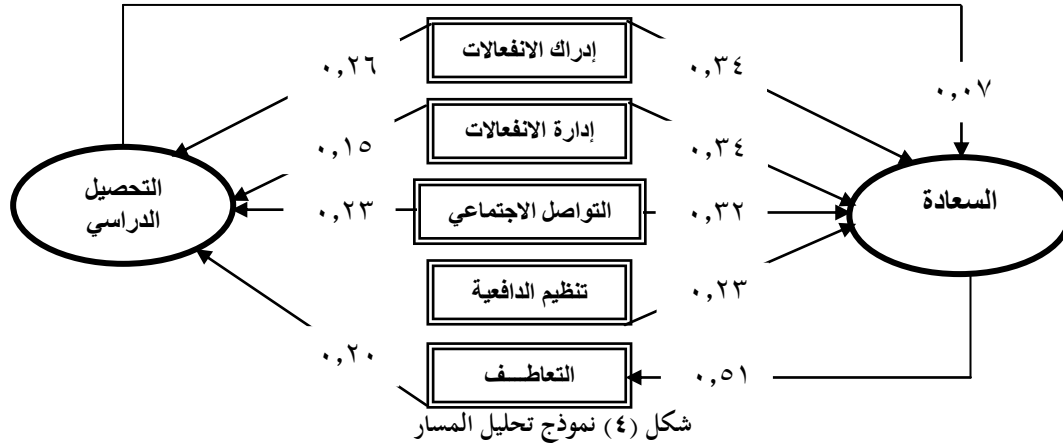 إدراك الانفعالات
٠,٣٤
٠,٢٦
٠,٠٧
إدارة الانفعالات
٠,٣٤
٠,١٥
السعادة
التواصل الاجتماعي
التحصيل
الدراسي
٠,٣٢
٠,٢٣
تنظيم الدافعية
٠,٢٣
٠,٢٠
التعاطــــف
٠,٥١
شكل (٤) نموذج تحليل المسار